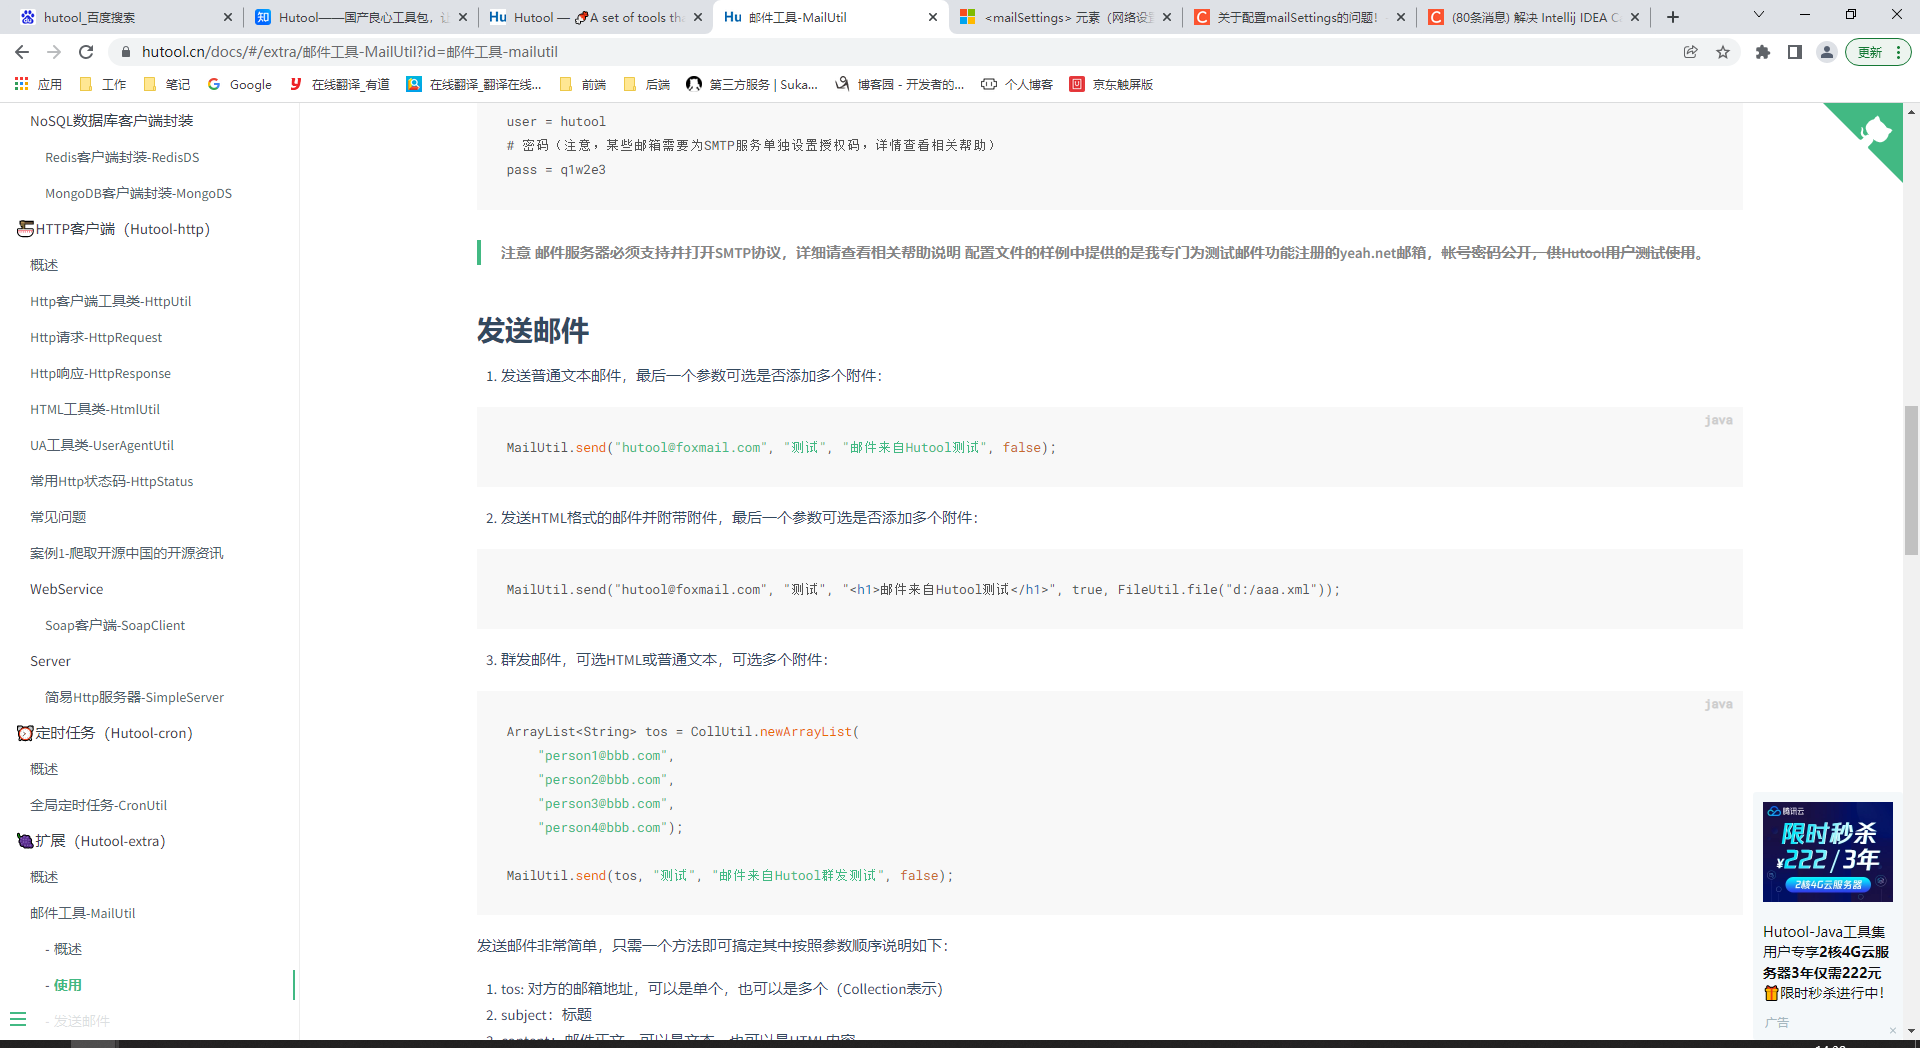 hutool_百度搜索
Hutool——国产良心工具包，让
Hutool — 🍬A set of tools tha
邮件工具-MailUtil
<mailSettings> 元素（网络设置
关于配置mailSettings的问题！
(80条消息) 解决 Intellij IDEA C
hutool.cn/docs/#/extra/邮件工具-MailUtil?id=邮件工具-mailutil
更新
应用 工作 笔记 Google 在线翻译_有道 在线翻译_翻译在线... 前端 后端 第三方服务 | Suka... 博客园 - 开发者的... 个人博客 京东触屏版
NoSQL数据库客户端封装
Redis客户端封装-RedisDS
MongoDB客户端封装-MongoDS
🍜HTTP客户端（Hutool-http）
概述
Http客户端工具类-HttpUtil
Http请求-HttpRequest
Http响应-HttpResponse
HTML工具类-HtmlUtil
UA工具类-UserAgentUtil
常用Http状态码-HttpStatus
常见问题
案例1-爬取开源中国的开源资讯
WebService
Soap客户端-SoapClient
Server
简易Http服务器-SimpleServer
⏰定时任务（Hutool-cron）
概述
全局定时任务-CronUtil
🍇扩展（Hutool-extra）
概述
邮件工具-MailUtil
- 概述
- 使用
- 发送邮件
user = hutool
# 密码（注意，某些邮箱需要为SMTP服务单独设置授权码，详情查看相关帮助）
pass = q1w2e3
注意 邮件服务器必须支持并打开SMTP协议，详细请查看相关帮助说明 配置文件的样例中提供的是我专门为测试邮件功能注册的yeah.net邮箱，帐号密码公开，供Hutool用户测试使用。
发送邮件
1. 发送普通文本邮件，最后一个参数可选是否添加多个附件：
java
MailUtil.send("hutool@foxmail.com", "测试", "邮件来自Hutool测试", false);
2. 发送HTML格式的邮件并附带附件，最后一个参数可选是否添加多个附件：
MailUtil.send("hutool@foxmail.com", "测试", "<h1>邮件来自Hutool测试</h1>", true, FileUtil.file("d:/aaa.xml"));
3. 群发邮件，可选HTML或普通文本，可选多个附件：
java
ArrayList<String> tos = CollUtil.newArrayList(
"person1@bbb.com",
"person2@bbb.com",
"person3@bbb.com",
"person4@bbb.com");
MailUtil.send(tos, "测试", "邮件来自Hutool群发测试", false);
发送邮件非常简单，只需一个方法即可搞定其中按照参数顺序说明如下：
1. tos: 对方的邮箱地址，可以是单个，也可以是多个（Collection表示）
2. subject：标题
3. content：邮件正文，可以是文本，也可以是HTML内容
腾讯云
限时秒杀
¥222/3年
2核4G云服务器
Hutool-Java工具集
用户专享2核4G云服
务器3年仅需222元
🎁限时秒杀进行中！
广告